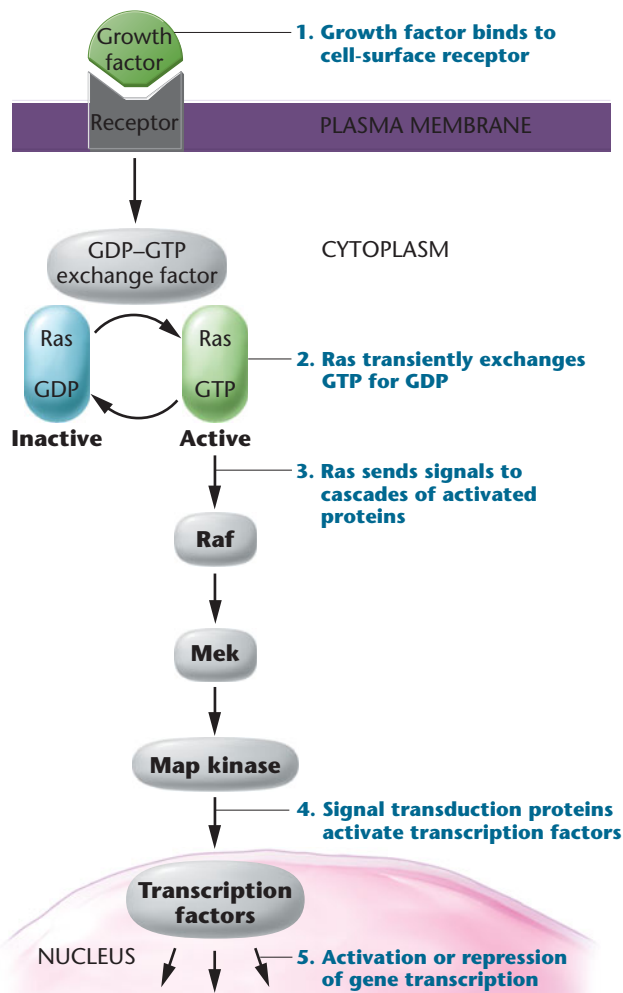 Growth
factor
1. Growth factor binds to
cell-surface receptor
Receptor
PLASMA MEMBRANE
GDP–GTP
exchange factor
CYTOPLASM
Ras
GDP
Ras
GTP
2. Ras transiently exchanges
GTP for GDP
Inactive
Active
3. Ras sends signals to
cascades of activated
proteins
Raf
Mek
Map kinase
4. Signal transduction proteins
activate transcription factors
Transcription
factors
NUCLEUS
5. Activation or repression
of gene transcription